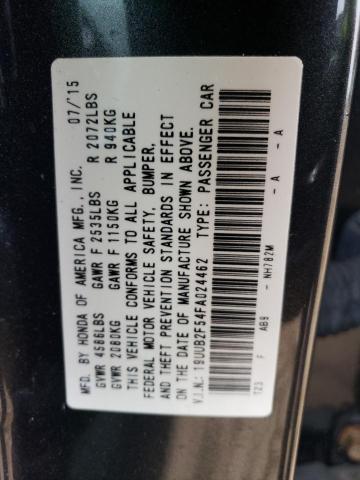 MFD. BY HONDA OF AMERICA MFG., INC. 07/'15
GVWR 4586LBS GAWR F 2535LBS R 2072LBS
GVWR 2080KG GAWR F 1150KG R 940KG
THIS VEHICLE CONFORMS TO ALL APPLICABLE
FEDERAL MOTOR VEHICLE SAFETY, BUMPER,
AND THEFT PREVENTION STANDARDS IN EFFECT
ON THE DATE OF MANUFACTURE SHOWN ABOVE.
V.I.N.: 19UUB2F54FA024462 TYPE: PASSENGER CAR
123 F AB9 - NH782M - A - A